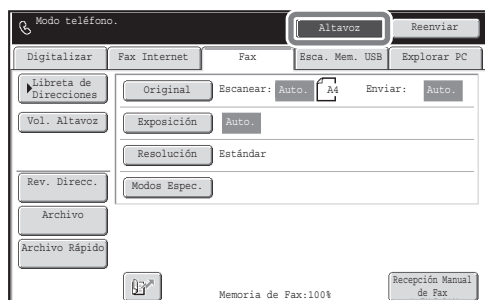 Modo teléfono.
Altavoz
Reenviar
Digitalizar
Fax Internet
Fax
Esca. Mem. USB
Explorar PC
Libreta de
Direcciones
Original
Escanear:
Auto.
A4
Enviar:
Auto.
Vol. Altavoz
Exposición
Auto.
Resolución
Estándar
Rev. Direcc.
Modos Espec.
Archivo
Archivo Rápido
Memoria de Fax:100%
Recepción Manual
de Fax